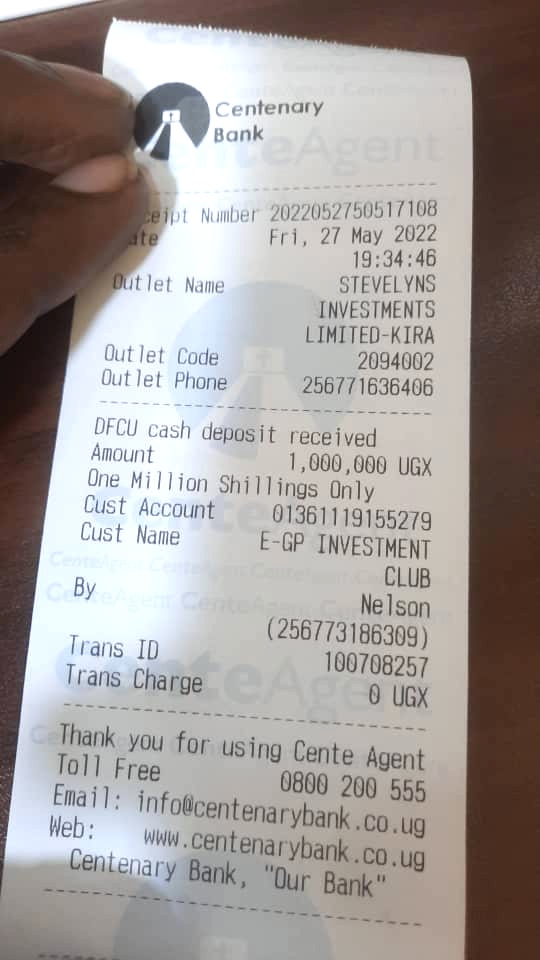 Centenary
Bank
CenteAgent
ceipt Number 2022052750517108
ate Fri, 27 May 2022
19:34:46
Outlet Name STEVELYNS
INVESTMENTS
LIMITED-KIRA
Outlet Code 2094002
Outlet Phone 256771636406
DFCU cash deposit received
Amount 1,000,000 UGX
One Million Shillings Only
Cust Account 01361119155279
Cust Name E-GP INVESTMENT
CLUB
By Nelson
(256773186309)
Trans ID 100708257
Trans Charge 0 UGX
Thank you for using Cente Agent
Toll Free 0800 200 555
Email: info@centenarybank.co.ug
Web: www.centenarybank.co.ug
Centenary Bank, "Our Bank"